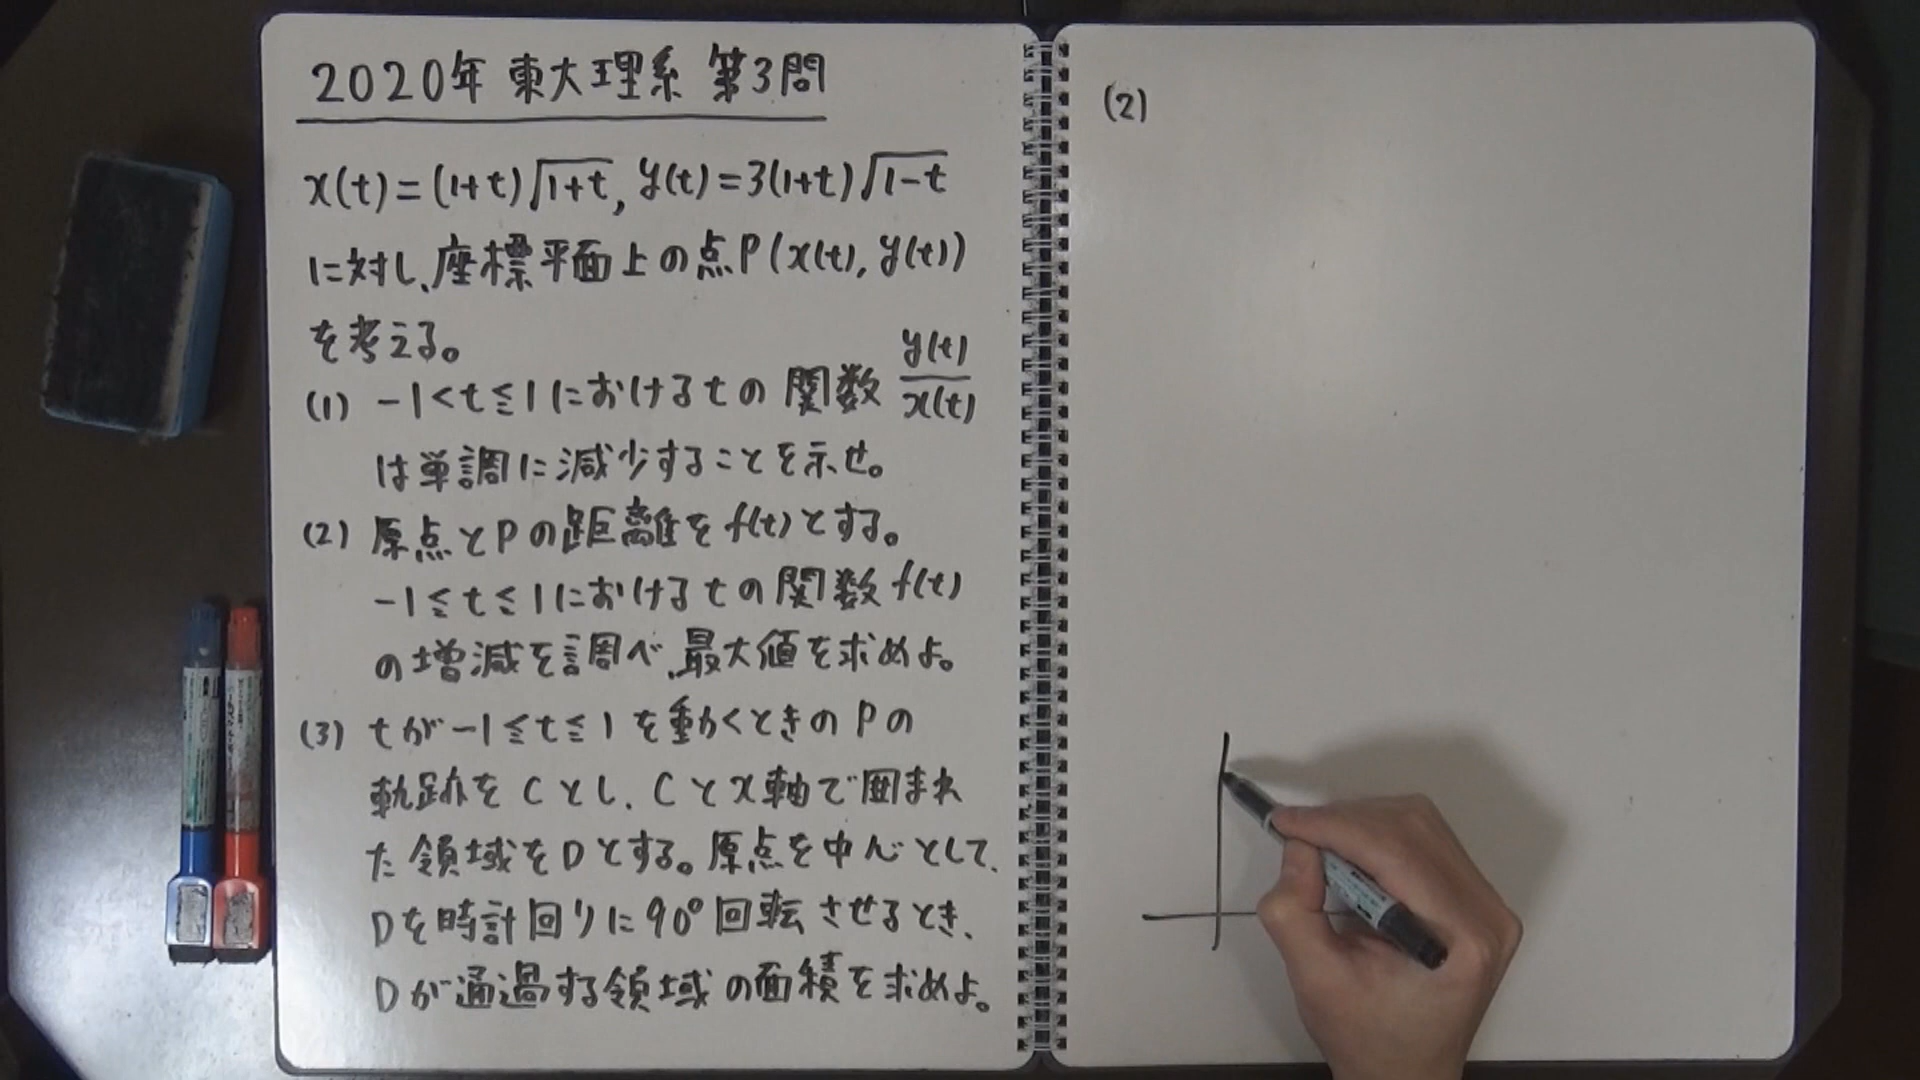 2020年 東大理系 第3問
x(t)=(1+t)√1+t, y(t)=3(1+t)√1-t
に対し、座標平面上の点P(x(t), y(t))
を考える。
(1) -1<t≦1におけるtの関数 y(t)/x(t)
は単調に減少することを示せ。
(2) 原点とPの距離をf(t)とする。
-1≦t≦1におけるtの関数f(t)
の増減を調べ、最大値を求めよ。
(3) tが-1≦t≦1を動くときのPの
軌跡をCとし、Cとx軸で囲まれ
た領域をDとする。原点を中心として、
Dを時計回りに90°回転させるとき、
Dが通過する領域の面積を求めよ。
(2)